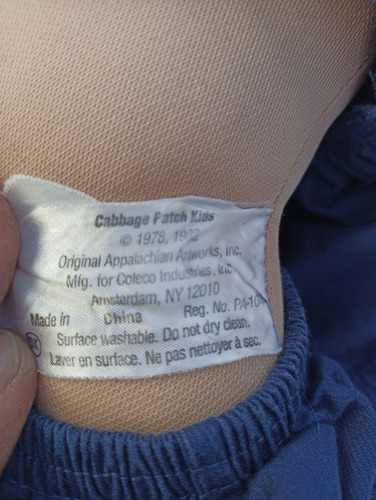 Cabbage Patch Kids
© 1978, 1982
Original Appalachian Artworks, Inc.
Mfg. for Coleco Industries, Inc.
Amsterdam, NY 12010
Made in China Reg. No. PA-104
Surface washable. Do not dry clean.
Laver en surface. Ne pas nettoyer à sec.